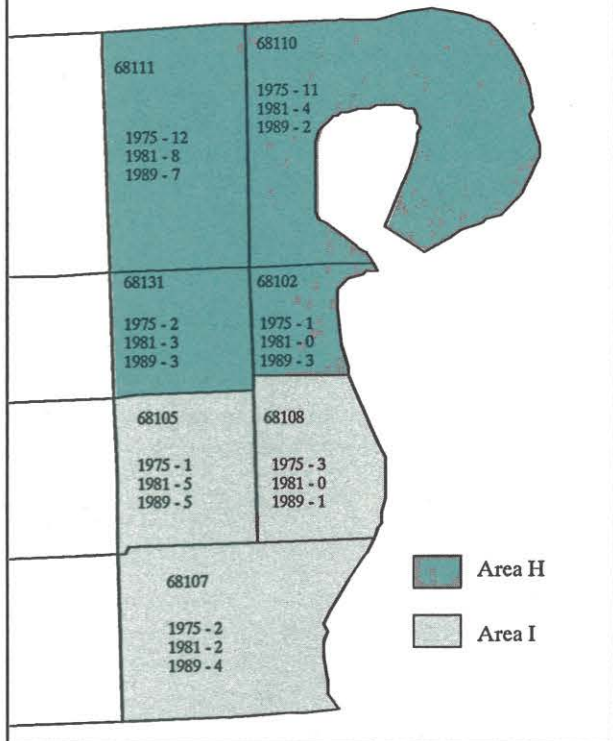 68111
1975 - 12
1981 - 8
1989 - 7
68110
1975 - 11
1981 - 4
1989 - 2
68131
1975 - 2
1981 - 3
1989 - 3
68102
1975 - 1
1981 - 0
1989 - 3
68105
1975 - 1
1981 - 5
1989 - 5
68108
1975 - 3
1981 - 0
1989 - 1
68107
1975 - 2
1981 - 2
1989 - 4
Area H
Area I